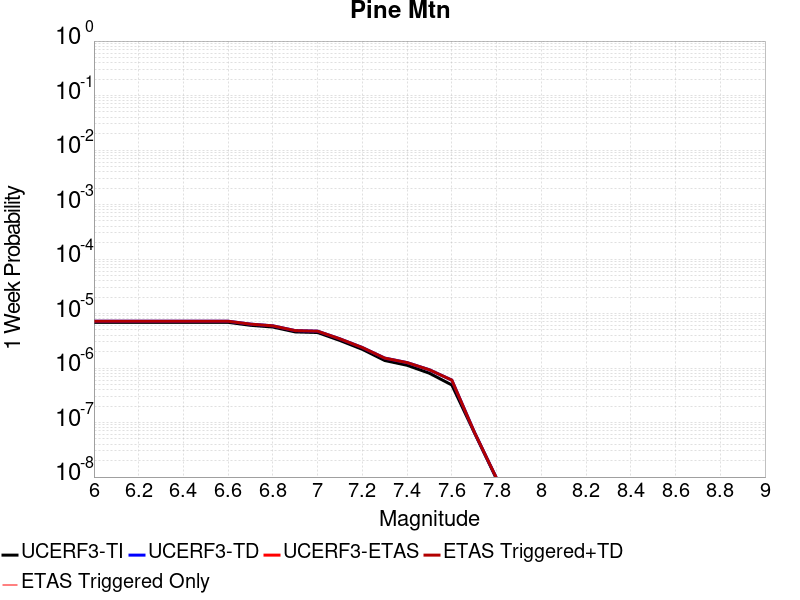 Pine Mtn
10^0
10^-1
10^-2
10^-3
10^-4
10^-5
10^-6
10^-7
10^-8
1 Week Probability
6 6.2 6.4 6.6 6.8 7 7.2 7.4 7.6 7.8 8 8.2 8.4 8.6 8.8 9
Magnitude
UCERF3-TI UCERF3-TD UCERF3-ETAS ETAS Triggered+TD
ETAS Triggered Only